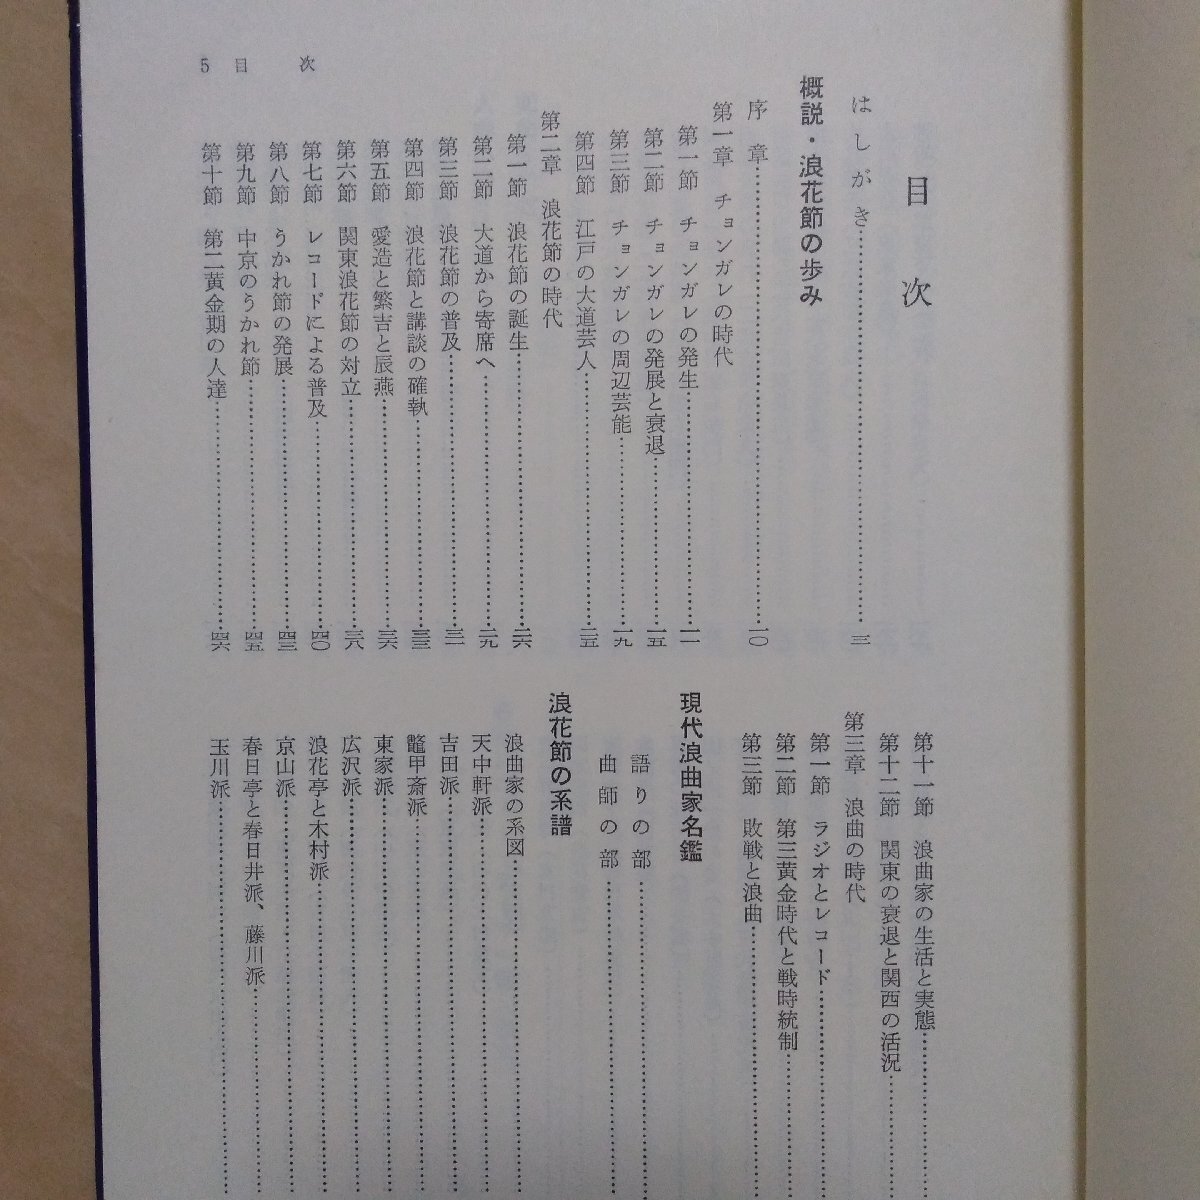 5 目 次
目 次
はしがき……三
概説・浪花節の歩み
序章……一〇
第一章 チョンガレの時代
第一節 チョンガレの発生……一一
第二節 チョンガレの発展と衰退……一五
第三節 チョンガレの周辺芸能……一九
第四節 江戸の大道芸人……二五
第二章 浪花節の時代
第一節 浪花節の誕生……二六
第二節 大道から寄席へ……二九
第三節 浪花節の普及……三一
第四節 浪花節と講談の確執……三三
第五節 愛造と繁吉と辰燕……三六
第六節 関東浪花節の対立……三八
第七節 レコードによる普及……四〇
第八節 うかれ節の発展……四三
第九節 中京のうかれ節……四五
第十節 第二黄金期の人達……四六
第十一節 浪曲家の生活と実態……
第十二節 関東の衰退と関西の活況……
第三章 浪曲の時代
第一節 ラジオとレコード……
第二節 第三黄金時代と戦時統制……
第三節 敗戦と浪曲……
現代浪曲家名鑑
語りの部……
曲師の部……
浪花節の系譜
浪曲家の系図……
天中軒派……
吉田派……
鼈甲斎派……
東家派……
広沢派……
浪花亭と木村派……
京山派……
春日亭と春日井派、藤川派……
玉川派……